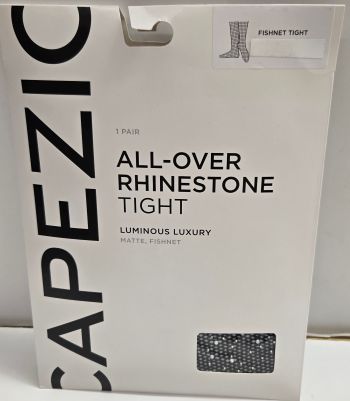 CAPEZIO
FISHNET TIGHT
1 PAIR
ALL-OVER
RHINESTONE
TIGHT
LUMINOUS LUXURY
MATTE, FISHNET